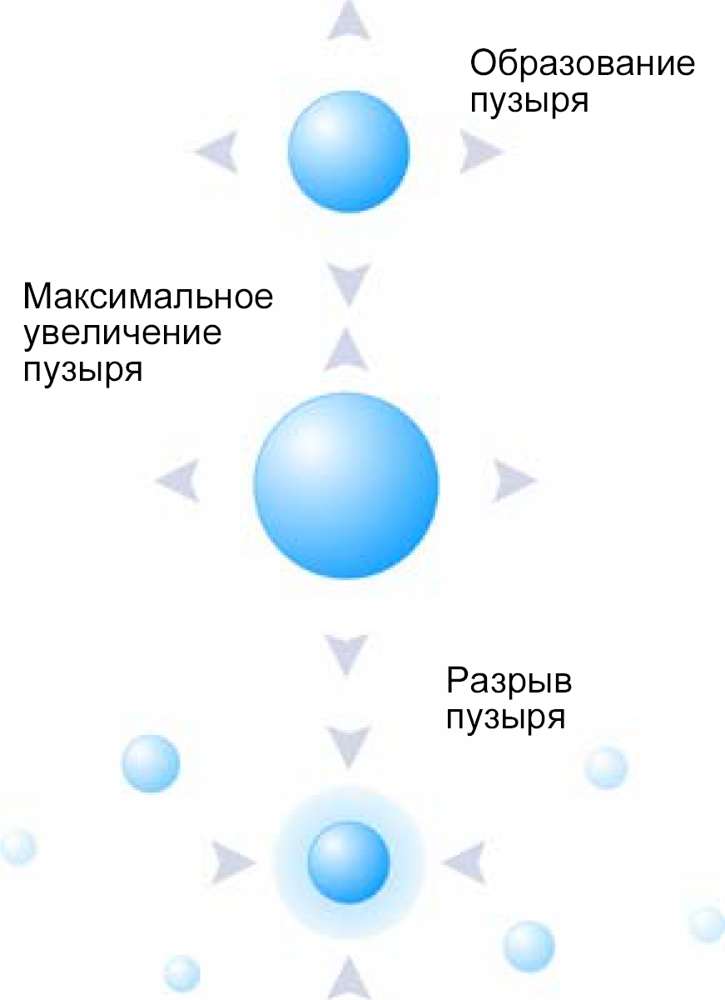 Образование
пузыря
Максимальное
увеличение
пузыря
Разрыв
пузыря